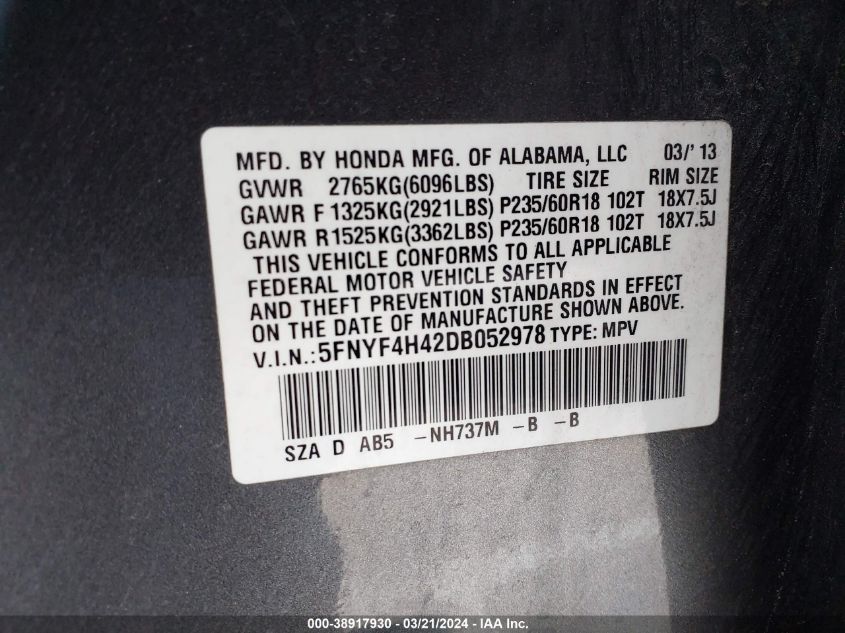 MFD. BY HONDA MFG. OF ALABAMA, LLC 03/'13
GVWR 2765KG(6096LBS) TIRE SIZE RIM SIZE
GAWR F 1325KG(2921LBS) P235/60R18 102T 18X7.5J
GAWR R1525KG(3362LBS) P235/60R18 102T 18X7.5J
THIS VEHICLE CONFORMS TO ALL APPLICABLE
FEDERAL MOTOR VEHICLE SAFETY
AND THEFT PREVENTION STANDARDS IN EFFECT
ON THE DATE OF MANUFACTURE SHOWN ABOVE.
V.I.N.:5FNYF4H42DB052978 TYPE: MPV
SZA D AB5 -NH737M -B -B
000-38917930 - 03/21/2024 - IAA Inc.